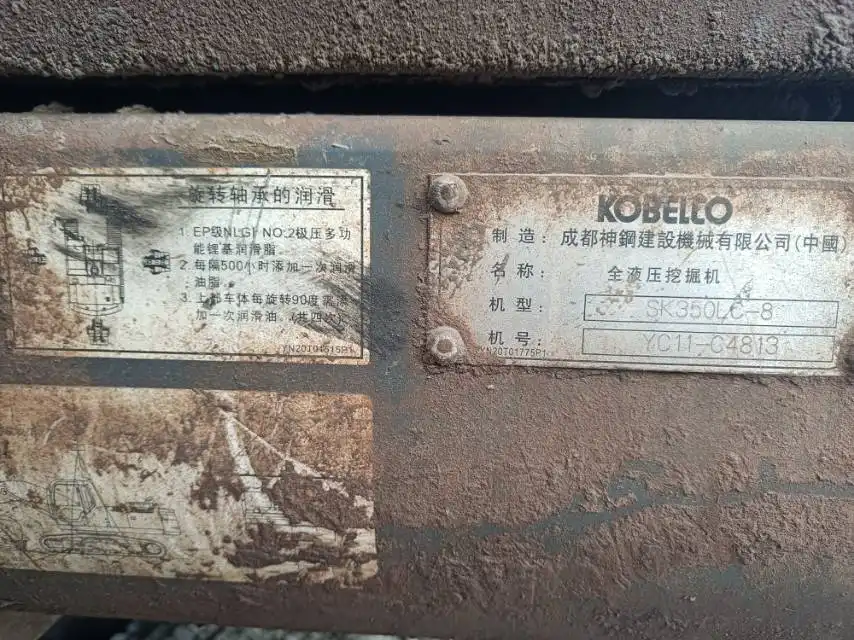 旋转轴承的润滑
1. EP级NLGI NO.2极压多功
能锂基润滑脂
2. 每隔500小时添加一次润滑
油脂。
3. 上部车体每旋转90度需添
加一次润滑油。(共四次)
YN20T01515P1
KOBELCO
制造: 成都神鋼建設機械有限公司(中國)
名称: 全液压挖掘机
机型: SK350LC-8
机号: YC11-C4813
YN20T01775P1